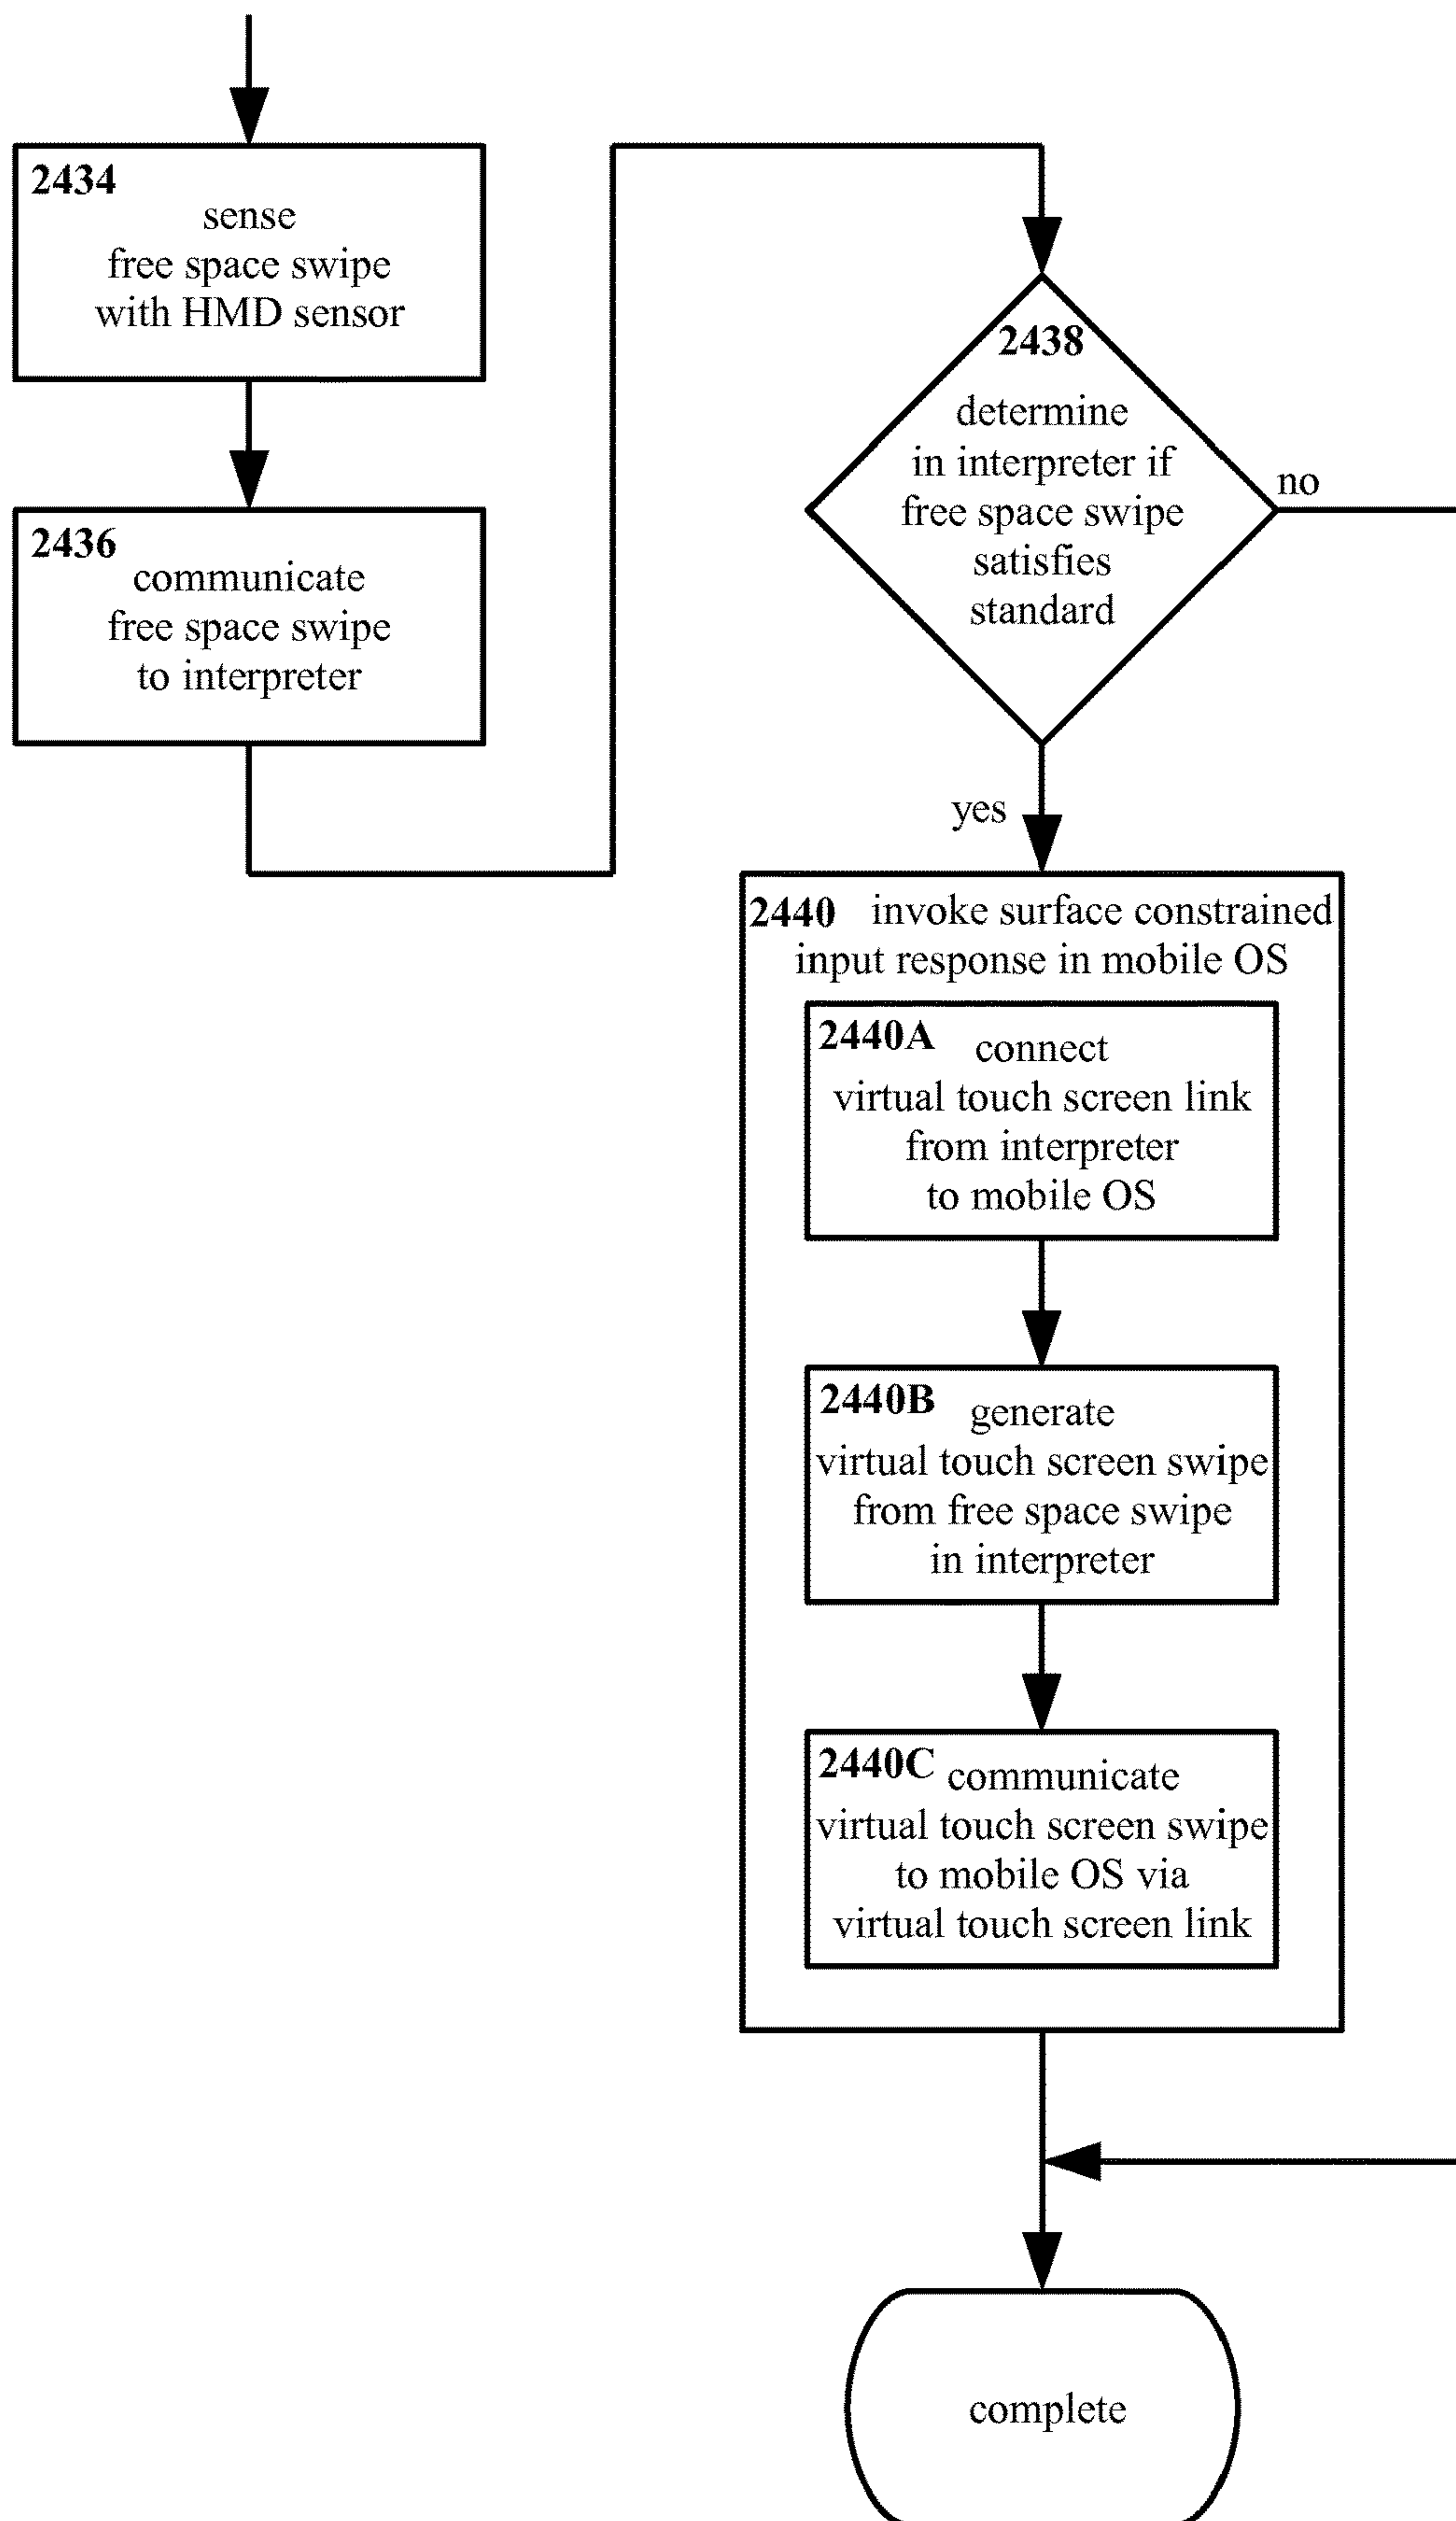 2434
sense
free space swipe
with HMD sensor
2436
communicate
free space swipe
to interpreter
2438
determine
in interpreter if
free space swipe
satisfies
standard
no
yes
2440 invoke surface constrained
input response in mobile OS
2440A connect
virtual touch screen link
from interpreter
to mobile OS
2440B generate
virtual touch screen swipe
from free space swipe
in interpreter
2440C communicate
virtual touch screen swipe
to mobile OS via
virtual touch screen link
complete